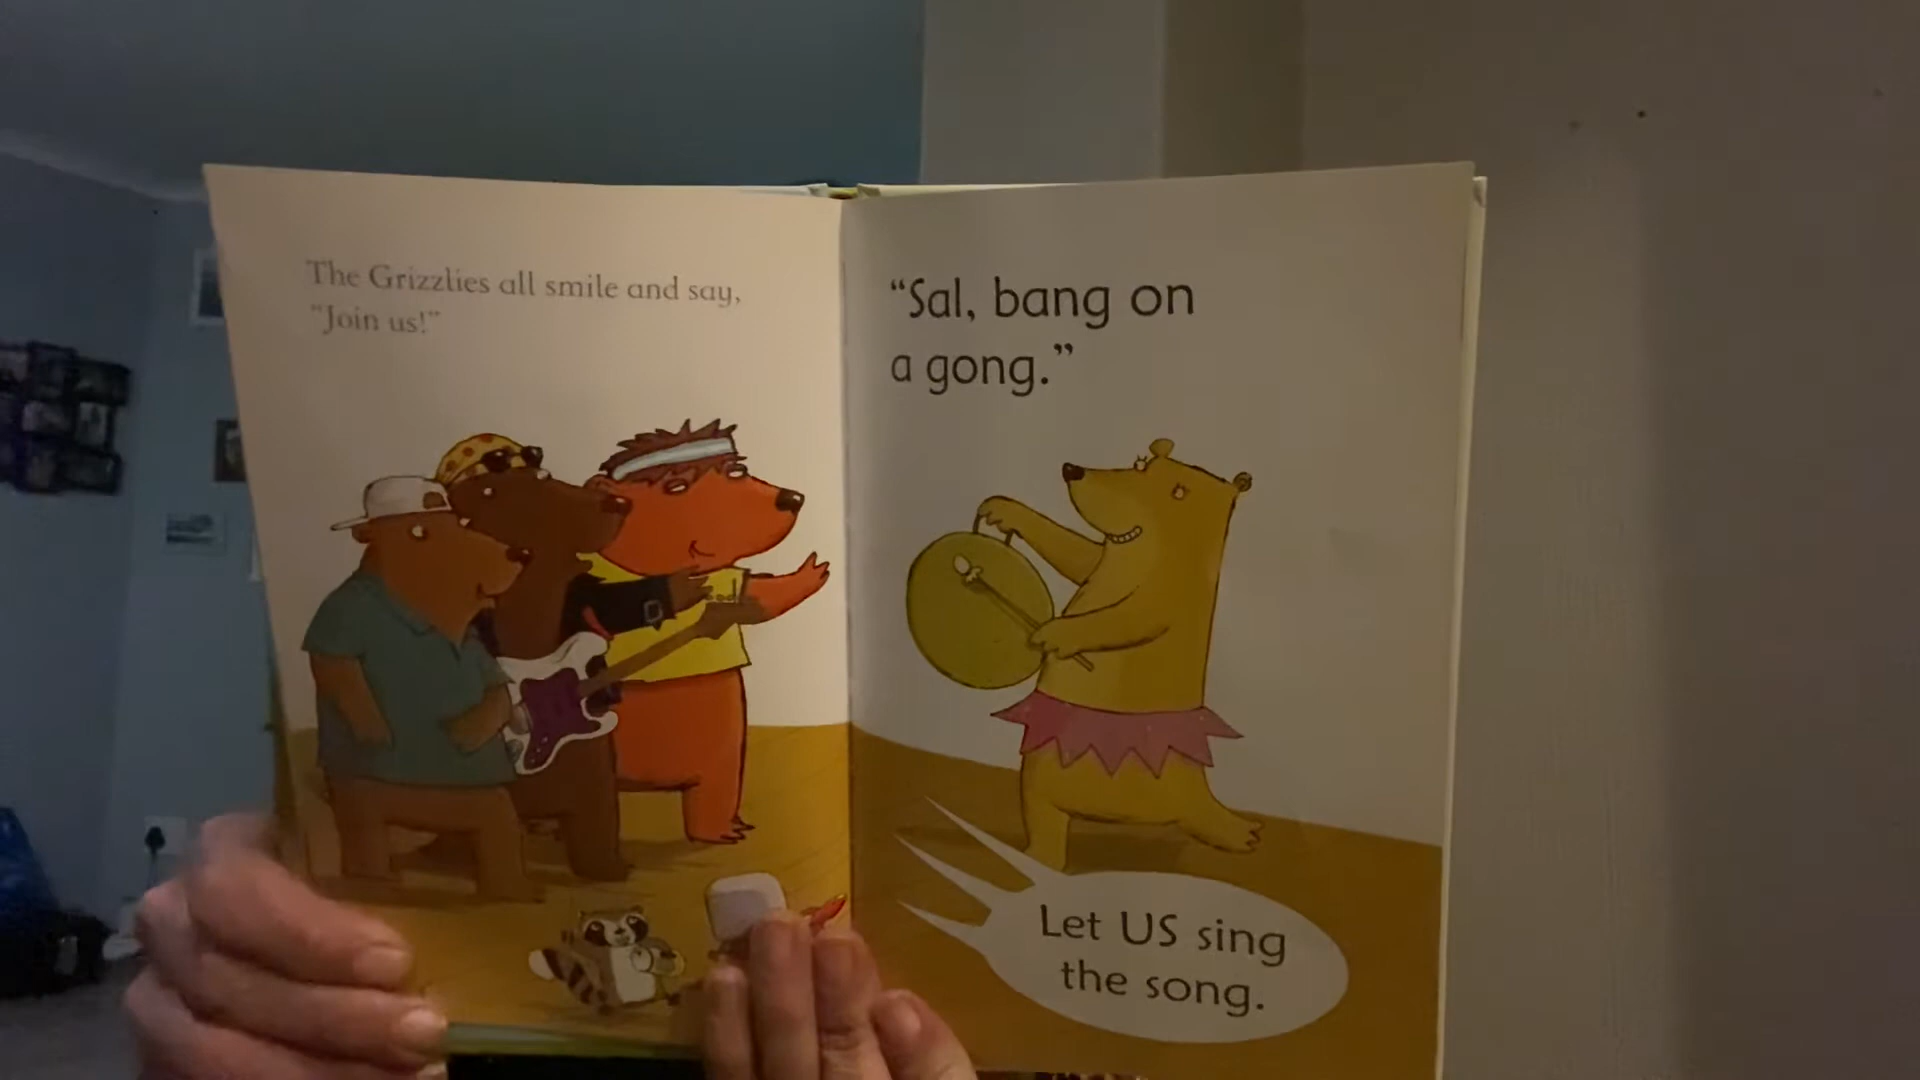 The Grizzlies all smile and say,
"Join us!"
“Sal, bang on
a gong.”
Let US sing
the song.